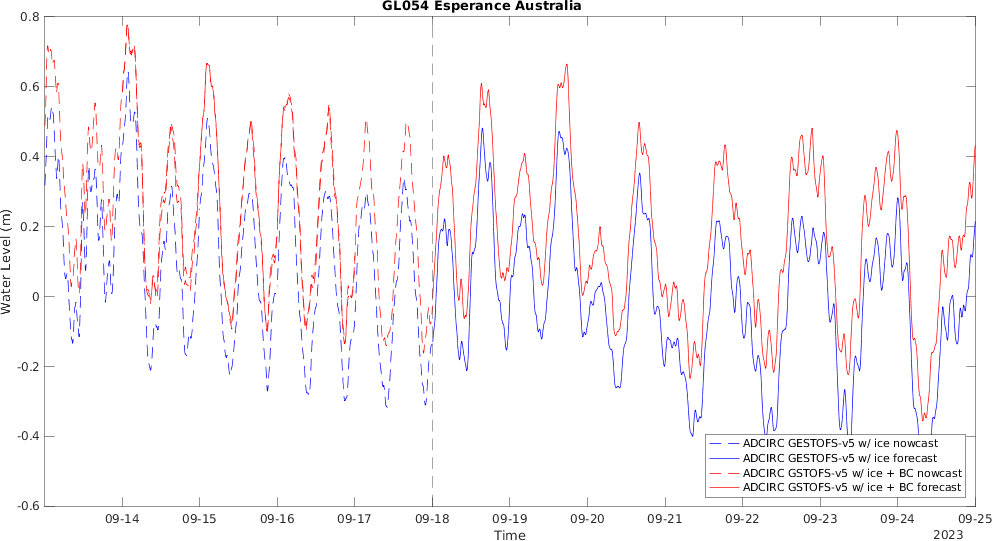 GL054 Esperance Australia
Water Level (m)
0.8
0.6
0.4
0.2
0
-0.2
-0.4
-0.6
ADCIRC GESTOFS-v5 w/ ice nowcast
ADCIRC GESTOFS-v5 w/ ice forecast
ADCIRC GSTOFS-v5 w/ ice + BC nowcast
ADCIRC GSTOFS-v5 w/ ice + BC forecast
09-14 09-15 09-16 09-17 09-18 09-19 09-20 09-21 09-22 09-23 09-24 09-25
Time
2023